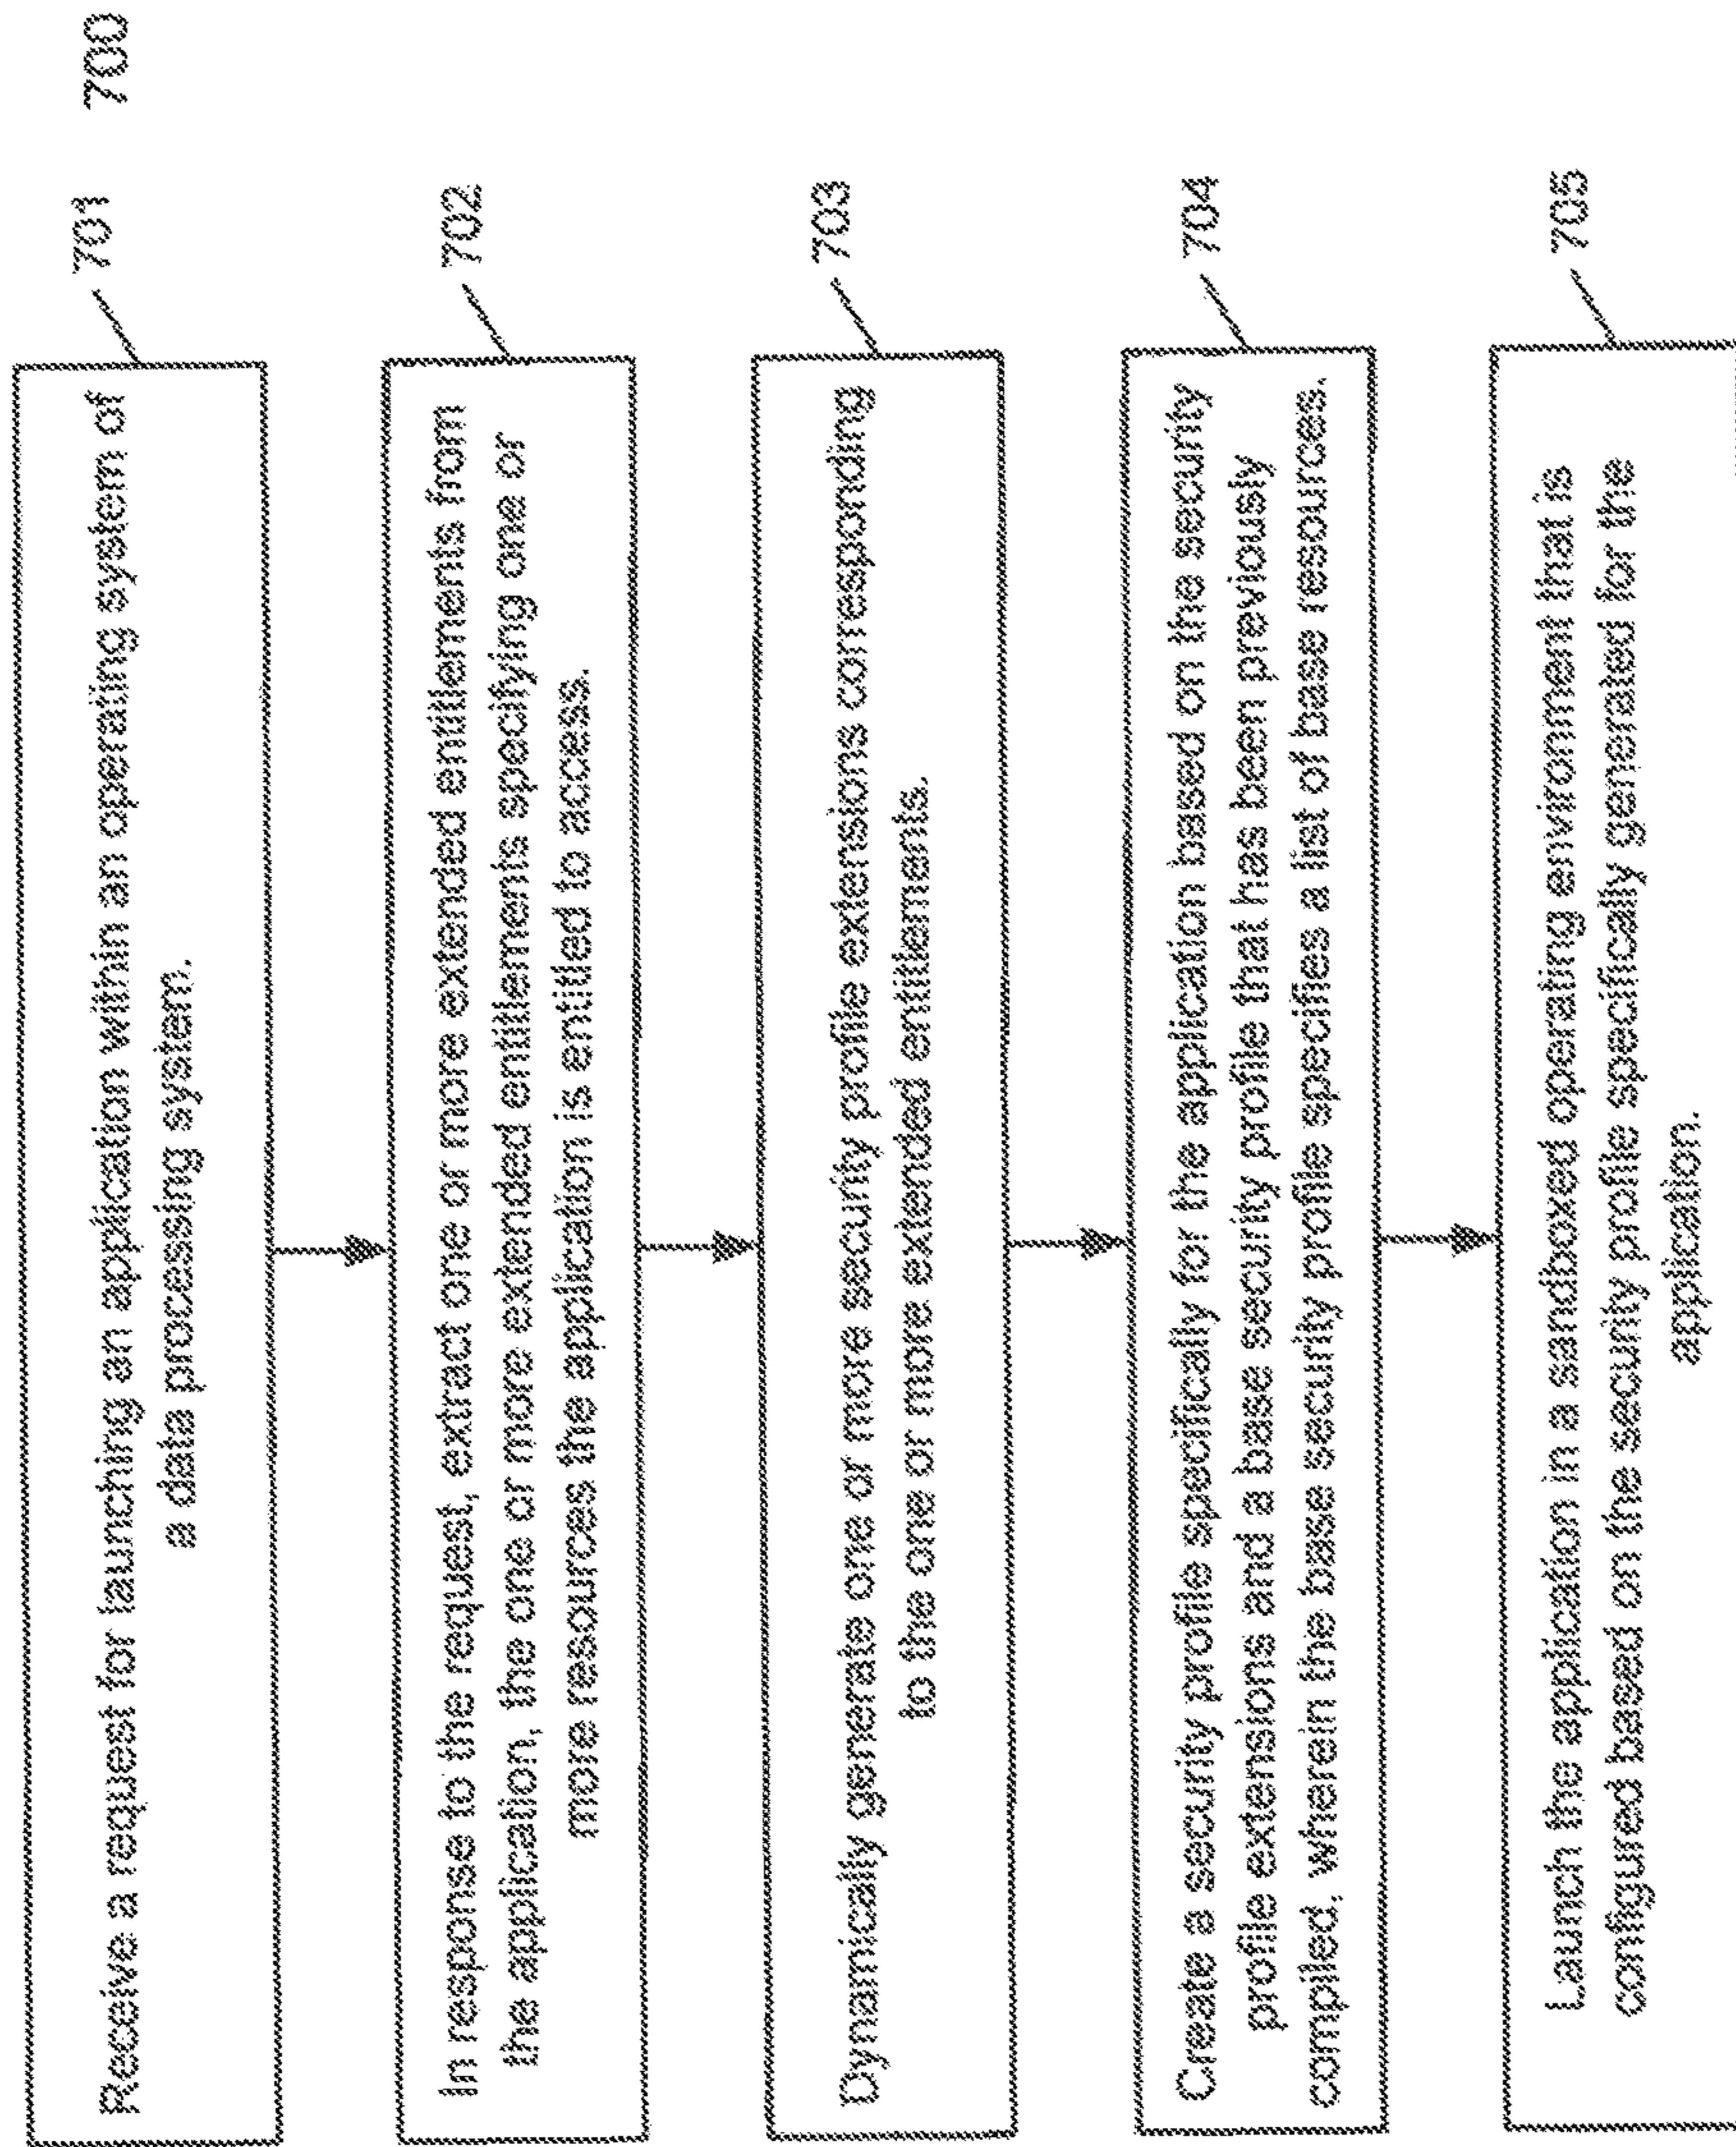 700
701
Receive a request for launching an application within an operating system of
a data processing system.
702
In response to the request, extract one or more extended entitlements from
the application, the one or more extended entitlements specifying one or
more resources the application is entitled to access.
703
Dynamically generate one or more security profile extensions corresponding
to the one or more extended entitlements.
704
Create a security profile specifically for the application based on the security
profile extensions and a base security profile that has been previously
compiled, wherein the base security profile specifies a list of base resources.
705
Launch the application in a sandboxed operating environment that is
configured based on the security profile specifically generated for the
application.